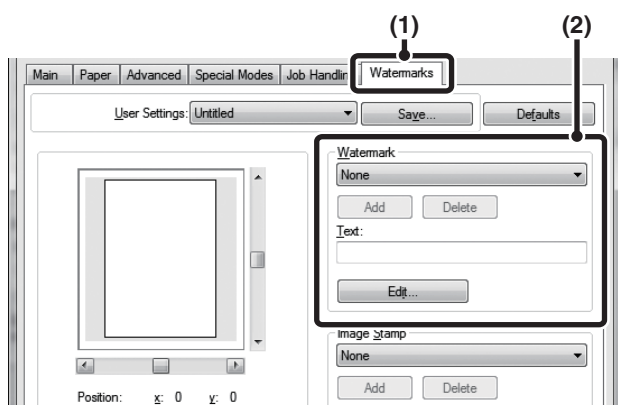 (1) (2)
Main Paper Advanced Special Modes Job Handlin Watermarks
User Settings: Untitled Save... Defaults
Watermark
None
Add Delete
Text:
Edit...
Image Stamp
None
Add Delete
Position: x: 0 y: 0